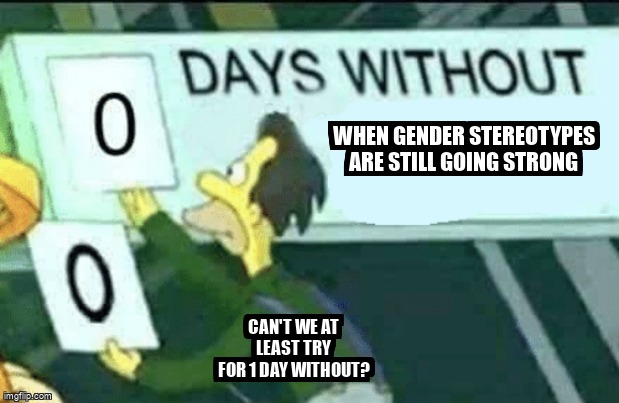 0 DAYS WITHOUT
WHEN GENDER STEREOTYPES
ARE STILL GOING STRONG
0
CAN'T WE AT
LEAST TRY
FOR 1 DAY WITHOUT?
imgflip.com